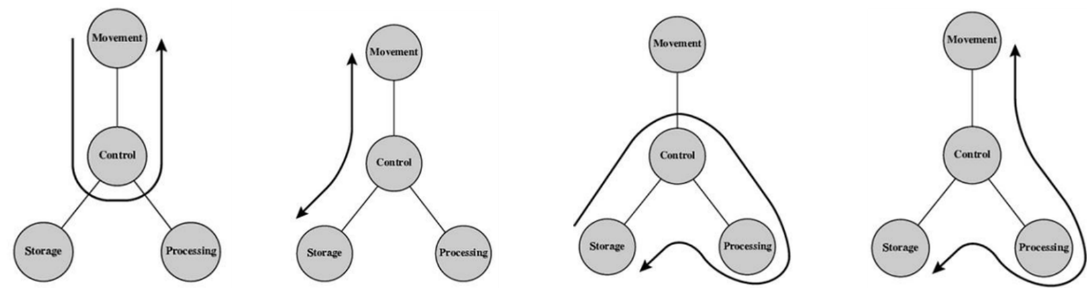 Movement
Control
Storage
Processing
Movement
Control
Storage
Processing
Movement
Control
Storage
Processing
Movement
Control
Storage
Processing